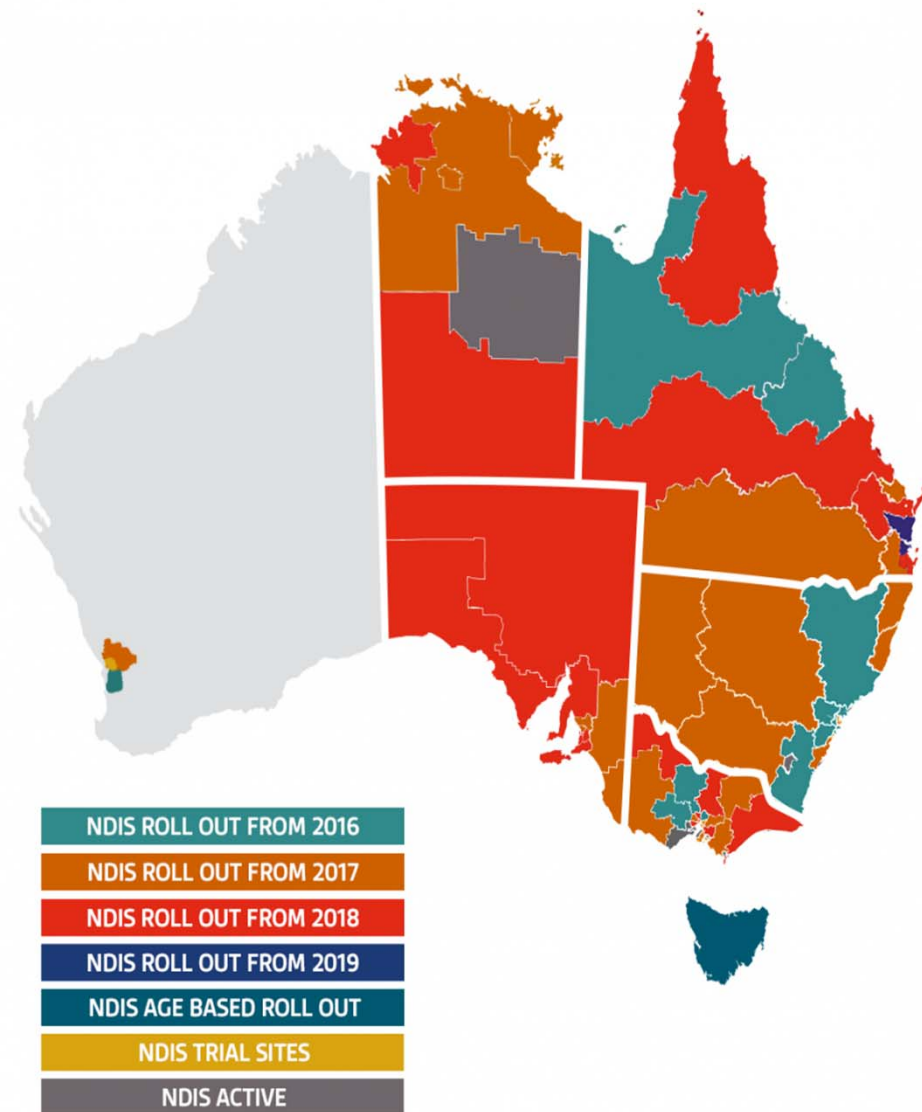 NDIS ROLL OUT FROM 2016
NDIS ROLL OUT FROM 2017
NDIS ROLL OUT FROM 2018
NDIS ROLL OUT FROM 2019
NDIS AGE BASED ROLL OUT
NDIS TRIAL SITES
NDIS ACTIVE